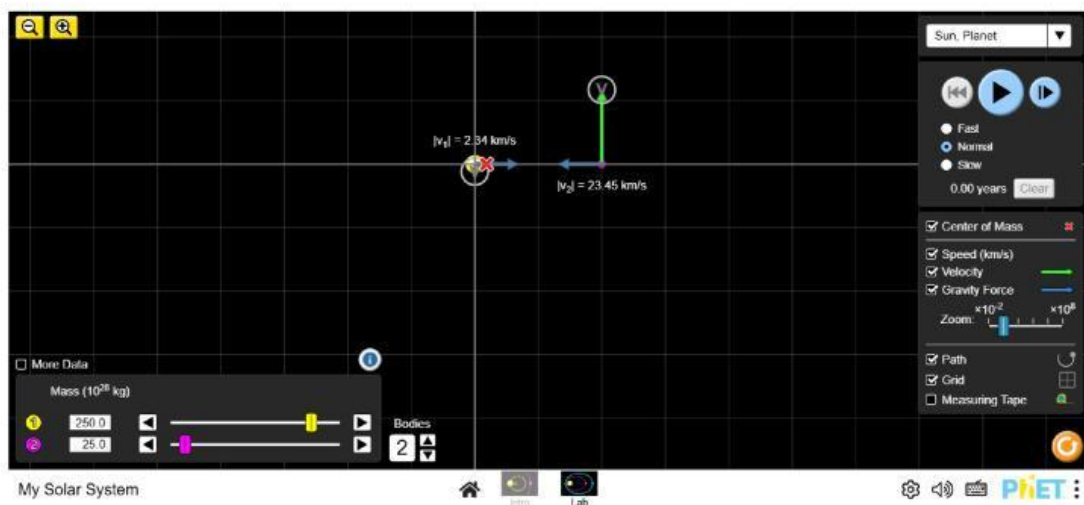 Sun, Planet
V
|v₁| = 2.34 km/s
|v₂| = 23.45 km/s
Fast
Normal
Slow
0.00 years Clear
Center of Mass
Speed (km/s)
Velocity
Gravity Force
×10⁻² ×10⁸
Zoom:
Path
Grid
Measuring Tape
More Data
Mass (10²⁸ kg)
1 250.0
2 25.0
Bodies
2
My Solar System
Intro
Lab
PhET